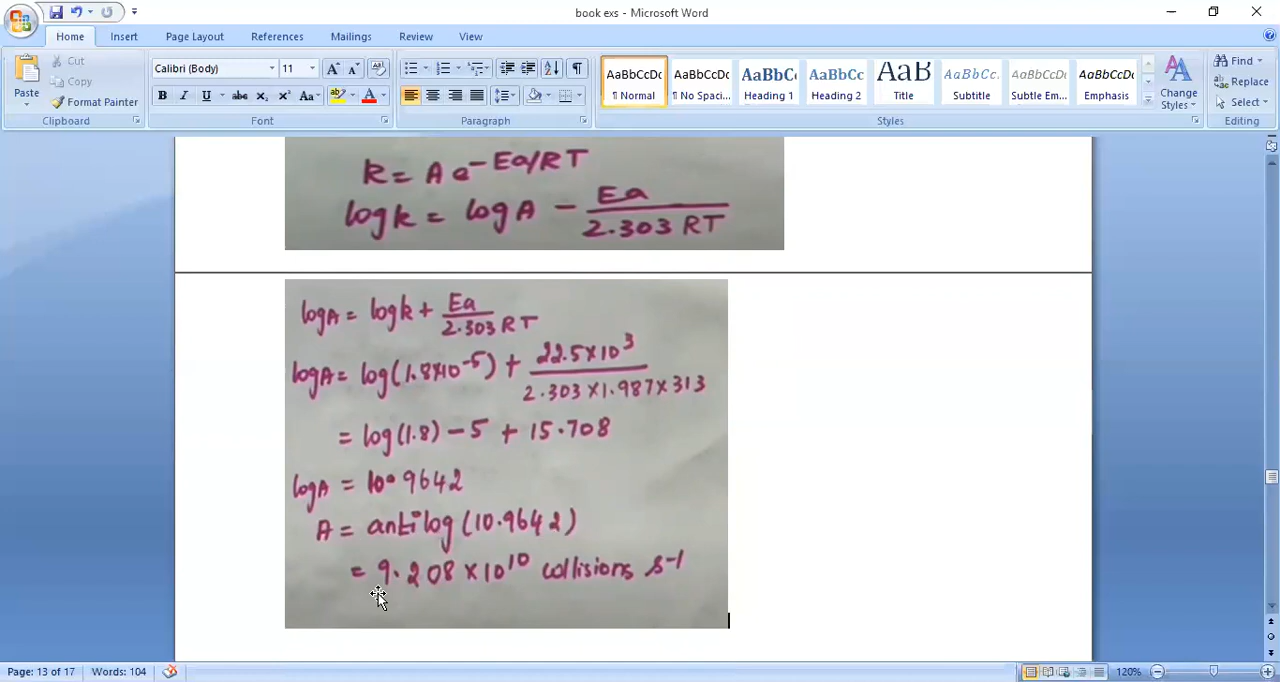 book exs - Microsoft Word
Home Insert Page Layout References Mailings Review View
Paste
Cut
Copy
Format Painter
Clipboard
Calibri (Body) 11
B I U abc x₂ x² Aa
Font
Paragraph
AaBbCcDc AaBbCcDc AaBbC AaBbCc AaB AaBbCc. AaBbCcDc AaBbCcDc
¶ Normal ¶ No Spaci... Heading 1 Heading 2 Title Subtitle Subtle Em... Emphasis
Styles
Change Styles
Find
Replace
Select
Editing
k = A e^-Ea/RT
log k = log A - Ea / 2.303 RT
log A = log k + Ea / 2.303 RT
log A = log(1.8×10^-5) + 22.5×10^3 / 2.303×1.987×313
= log(1.8) - 5 + 15.708
log A = 10.9642
A = antilog(10.9642)
= 9.208×10^10 collisions s^-1
Page: 13 of 17 Words: 104 120%